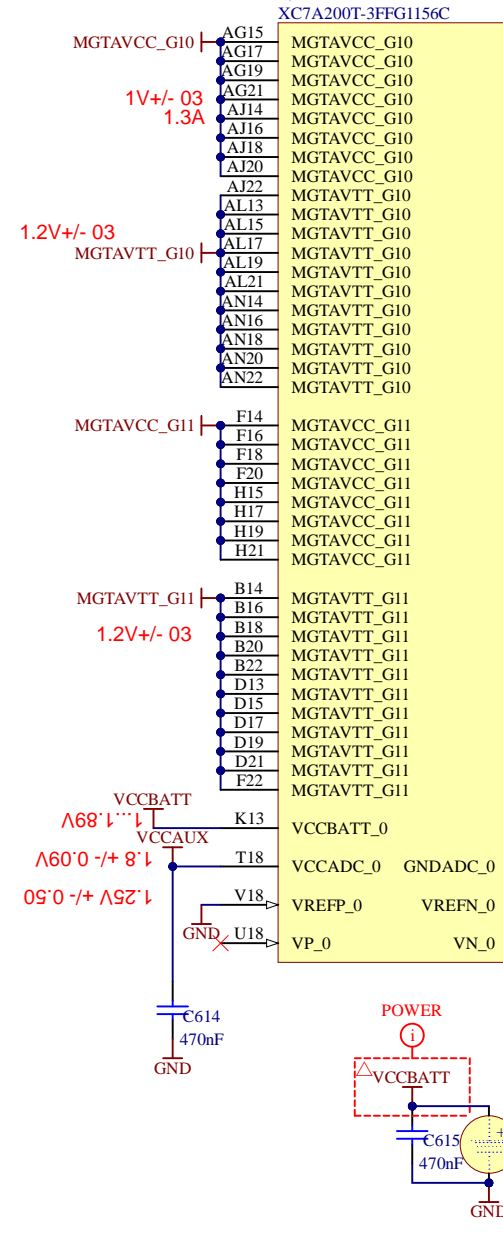 XC7A200T-3FFG1156C
MGTAVCC_G10 AG15 MGTAVCC_G10
AG17 MGTAVCC_G10
AG19 MGTAVCC_G10
1V+/- 03 AG21 MGTAVCC_G10
1.3A AJ14 MGTAVCC_G10
AJ16 MGTAVCC_G10
AJ18 MGTAVCC_G10
AJ20 MGTAVCC_G10
AJ22 MGTAVTT_G10
AL13 MGTAVTT_G10
1.2V+/- 03 AL15 MGTAVTT_G10
MGTAVTT_G10 AL17 MGTAVTT_G10
AL19 MGTAVTT_G10
AL21 MGTAVTT_G10
AN14 MGTAVTT_G10
AN16 MGTAVTT_G10
AN18 MGTAVTT_G10
AN20 MGTAVTT_G10
AN22 MGTAVTT_G10
MGTAVCC_G11 F14 MGTAVCC_G11
F16 MGTAVCC_G11
F18 MGTAVCC_G11
F20 MGTAVCC_G11
H15 MGTAVCC_G11
H17 MGTAVCC_G11
H19 MGTAVCC_G11
H21 MGTAVCC_G11
MGTAVTT_G11 B14 MGTAVTT_G11
B16 MGTAVTT_G11
1.2V+/- 03 B18 MGTAVTT_G11
B20 MGTAVTT_G11
B22 MGTAVTT_G11
D13 MGTAVTT_G11
D15 MGTAVTT_G11
D17 MGTAVTT_G11
D19 MGTAVTT_G11
D21 MGTAVTT_G11
F22 MGTAVTT_G11
VCCBATT
1...1.89V K13 VCCBATT_0
VCCAUX
1.8 +/- 0.09V T18 VCCADC_0 GNDADC_0
1.25V +/- 0.50 V18 VREFP_0 VREFN_0
GND U18 VP_0 VN_0
C614
470nF
GND
POWER
i
VCCBATT
C615
470nF
+
GND